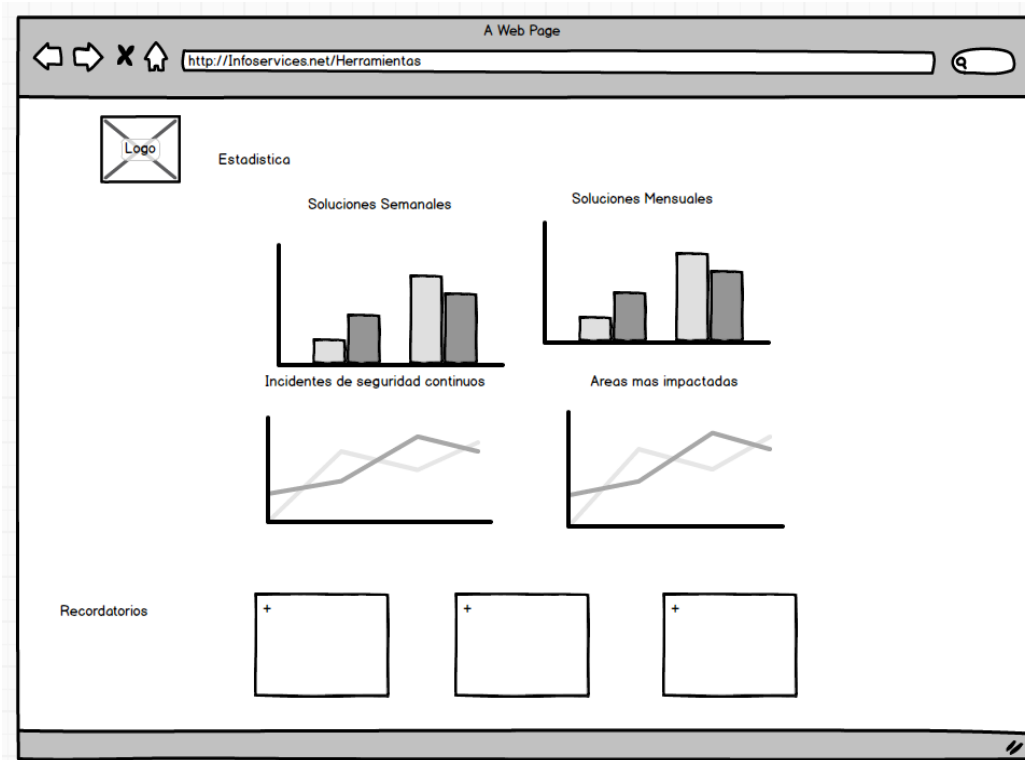 A Web Page
http://Infoservices.net/Herramientas
Logo
Estadistica
Soluciones Semanales
Soluciones Mensuales
Incidentes de seguridad continuos
Areas mas impactadas
Recordatorios
+
+
+